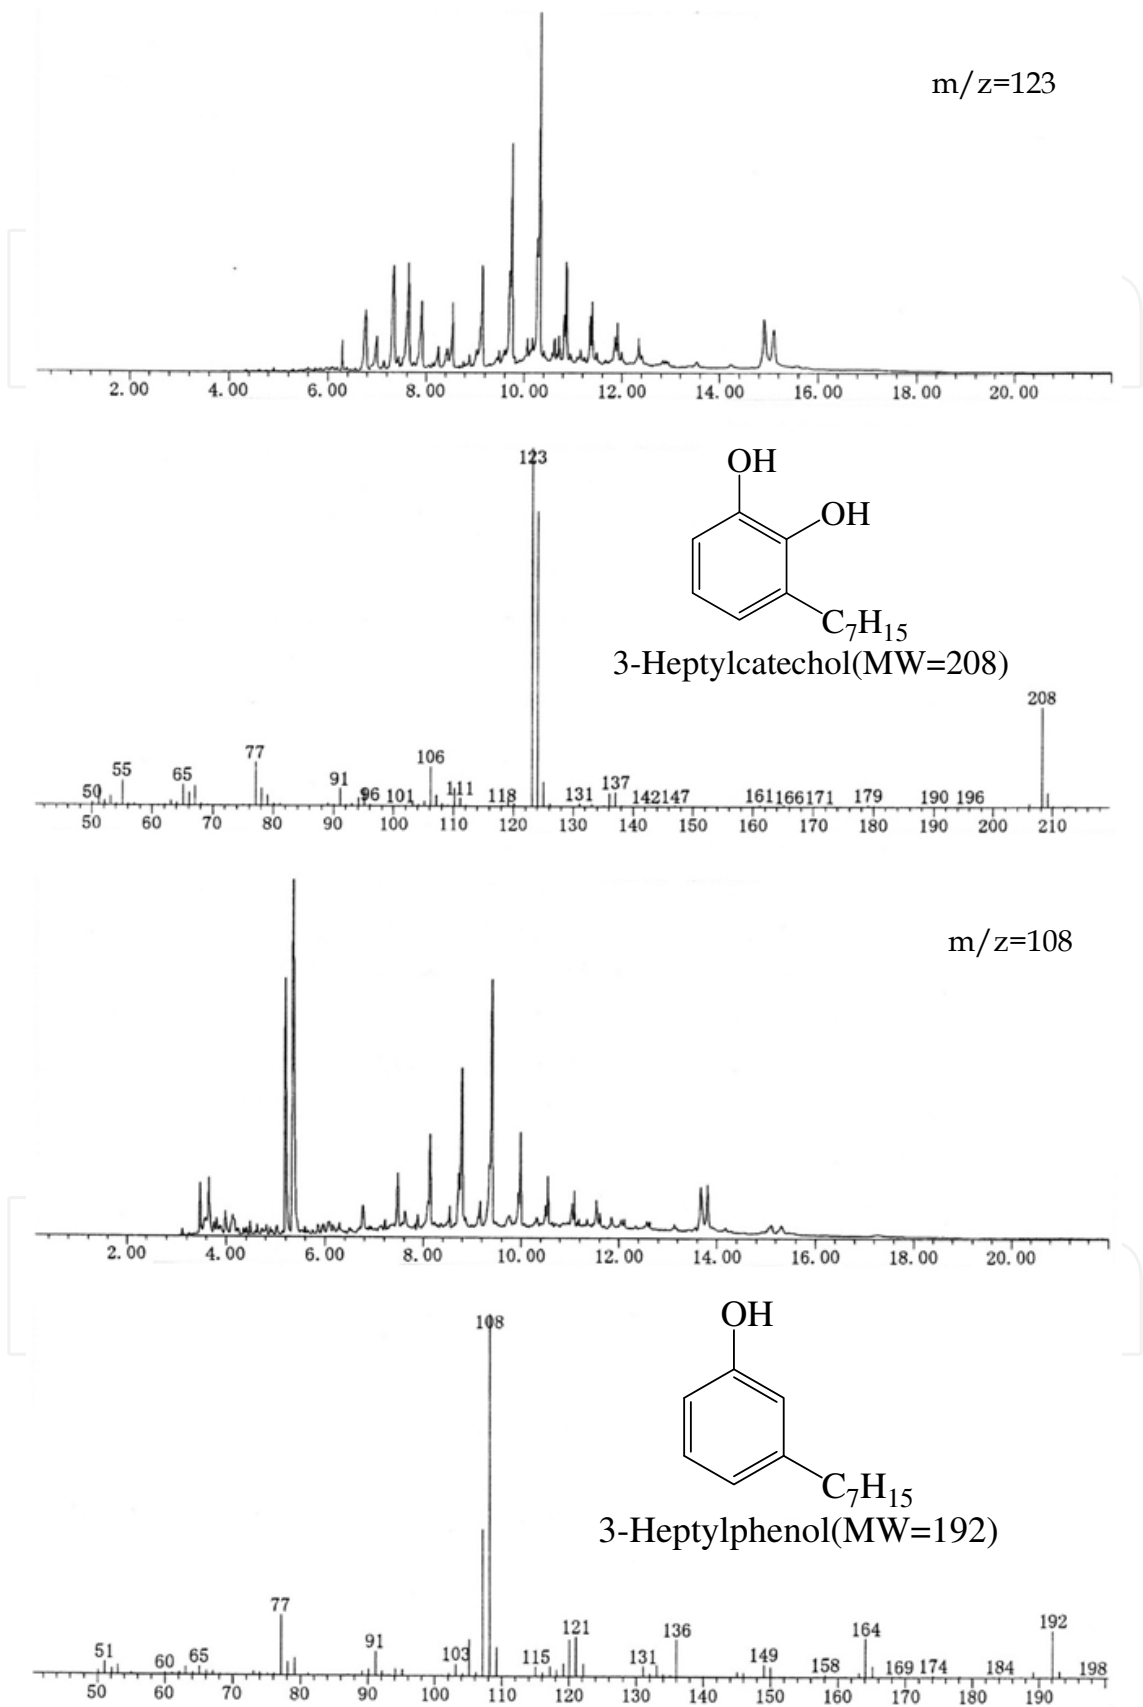 m/z=123
2.00 4.00 6.00 8.00 10.00 12.00 14.00 16.00 18.00 20.00
123
OH
OH
C7H15
3-Heptylcatechol(MW=208)
208
50 55 65 77 91 96 101 106 111 118 131 137 142 147 161 166 171 179 190 196
50 60 70 80 90 100 110 120 130 140 150 160 170 180 190 200 210
m/z=108
2.00 4.00 6.00 8.00 10.00 12.00 14.00 16.00 18.00 20.00
108
OH
C7H15
3-Heptylphenol(MW=192)
51 60 65 77 91 103 115 121 131 136 149 158 164 169 174 184 192 198
50 60 70 80 90 100 110 120 130 140 150 160 170 180 190